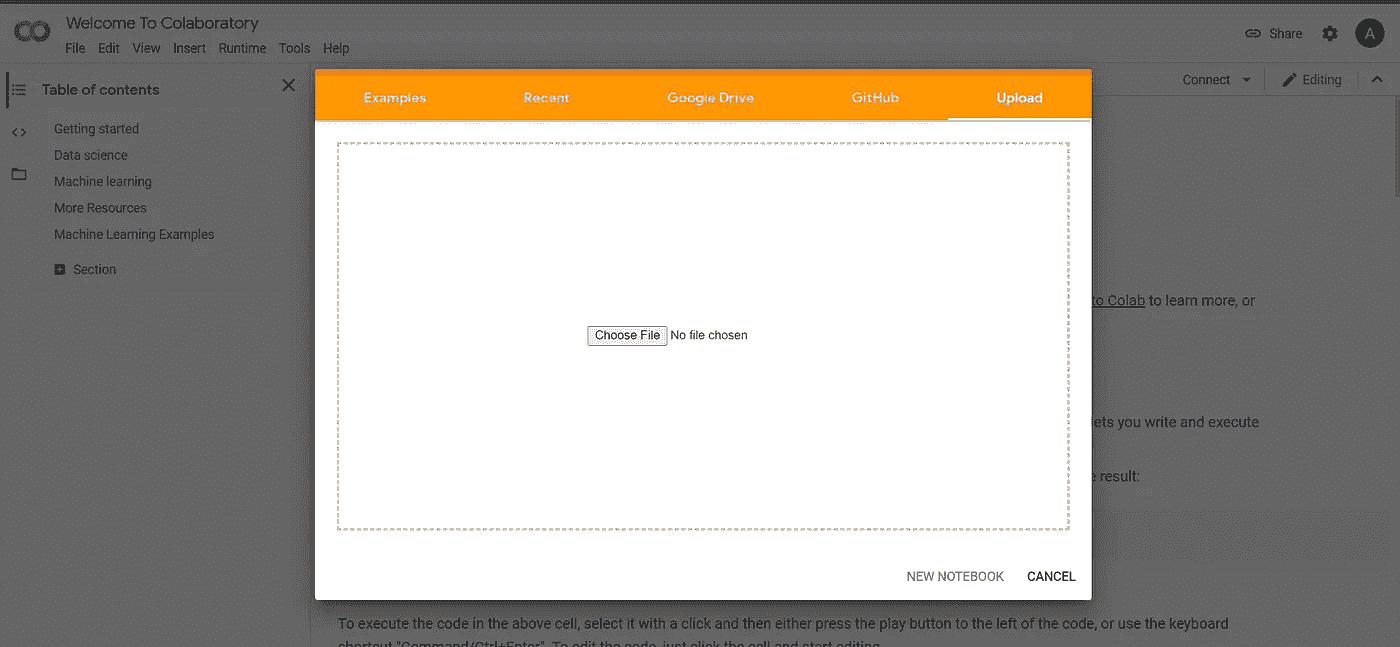 Welcome To Colaboratory
File Edit View Insert Runtime Tools Help
Share
A
Table of contents
Getting started
Data science
Machine learning
More Resources
Machine Learning Examples
Section
Connect
Editing
Examples Recent Google Drive GitHub Upload
Choose File No file chosen
NEW NOTEBOOK CANCEL
to Colab to learn more, or
lets you write and execute
result:
To execute the code in the above cell, select it with a click and then either press the play button to the left of the code, or use the keyboard
shortcut "Command/Ctrl+Enter". To edit the code, just click the cell and start editing.